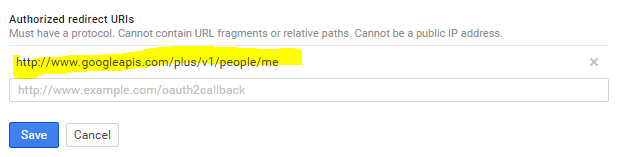 Authorized redirect URIs
Must have a protocol. Cannot contain URL fragments or relative paths. Cannot be a public IP address.
http://www.googleapis.com/plus/v1/people/me
http://www.example.com/oauth2callback
Save Cancel